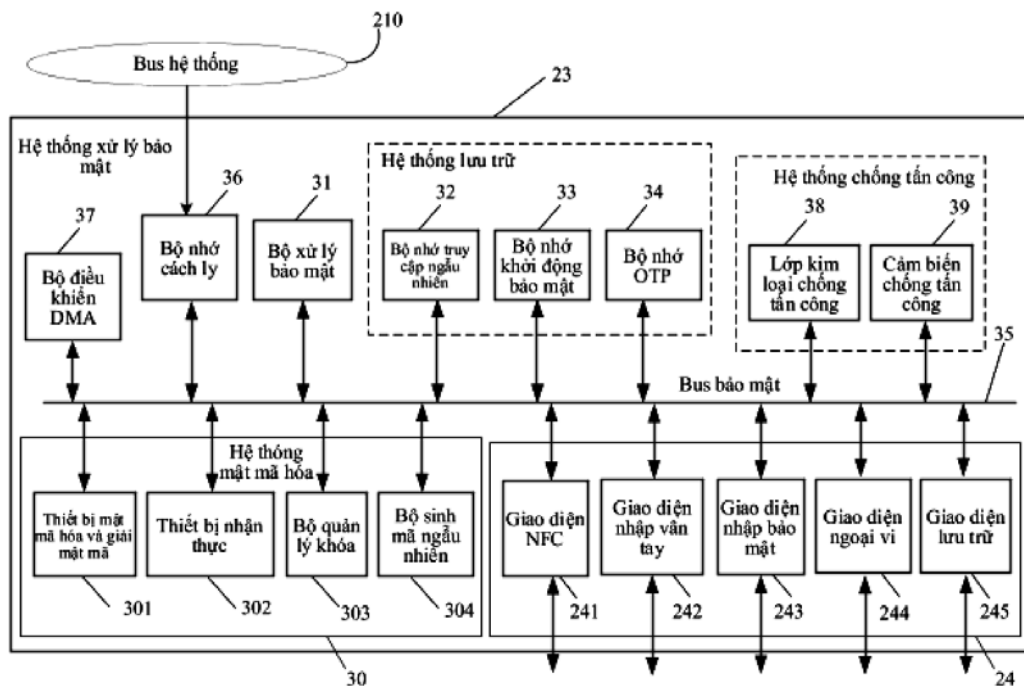 210
Bus hệ thống
23
Hệ thống xử lý bảo
mật
Hệ thống lưu trữ
Hệ thống chống tấn công
37
36
31
32
33
34
38
39
Bộ điều
khiển
DMA
Bộ nhớ
cách ly
Bộ xử lý
bảo mật
Bộ nhớ truy
cập ngẫu
nhiên
Bộ nhớ
khởi động
bảo mật
Bộ nhớ
OTP
Lớp kim
loại chống
tấn công
Cảm biến
chống tấn
công
35
Bus bảo mật
Hệ thóng
mật mã hóa
Thiết bị mật
mã hóa và giải
mật mã
Thiết bị nhận
thực
Bộ quản
lý khóa
Bộ sinh
mã ngẫu
nhiên
Giao diện
NFC
Giao diện
nhập vân
tay
Giao diện
nhập bảo
mật
Giao diện
ngoại vi
Giao diện
lưu trữ
301
302
303
304
241
242
243
244
245
30
24